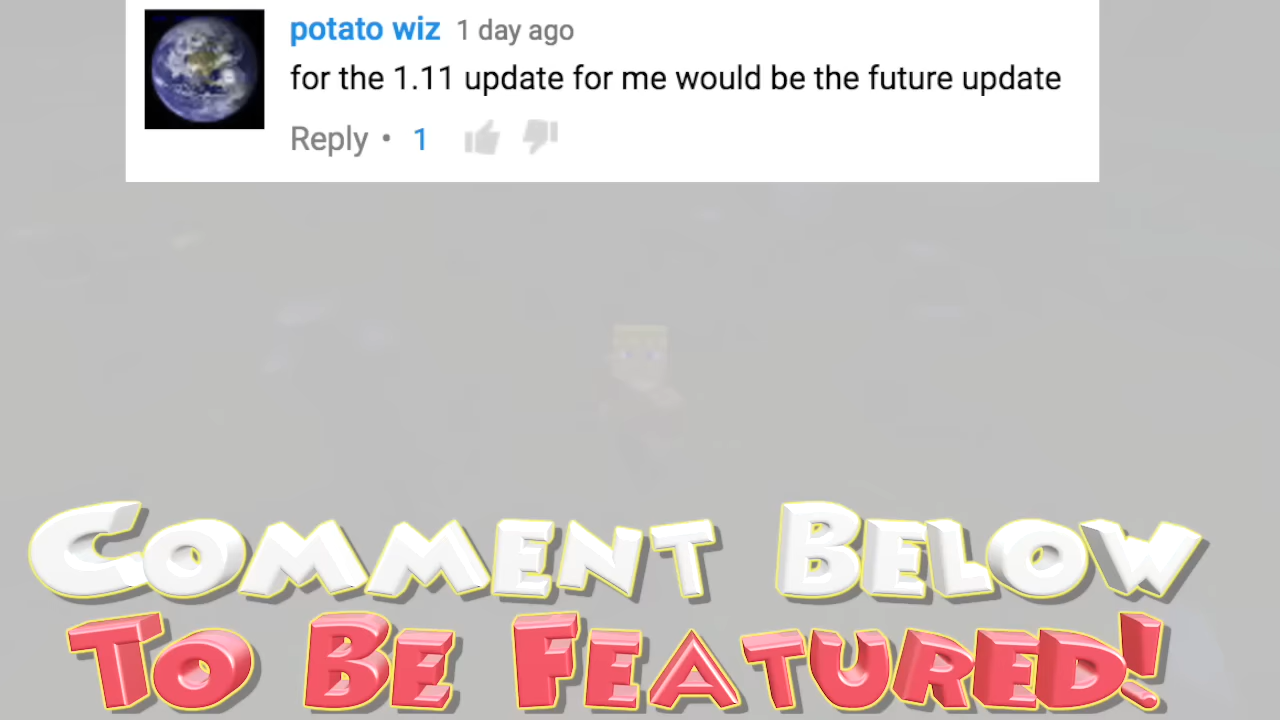 potato wiz 1 day ago
for the 1.11 update for me would be the future update
Reply • 1
Comment Below
To Be Featured!